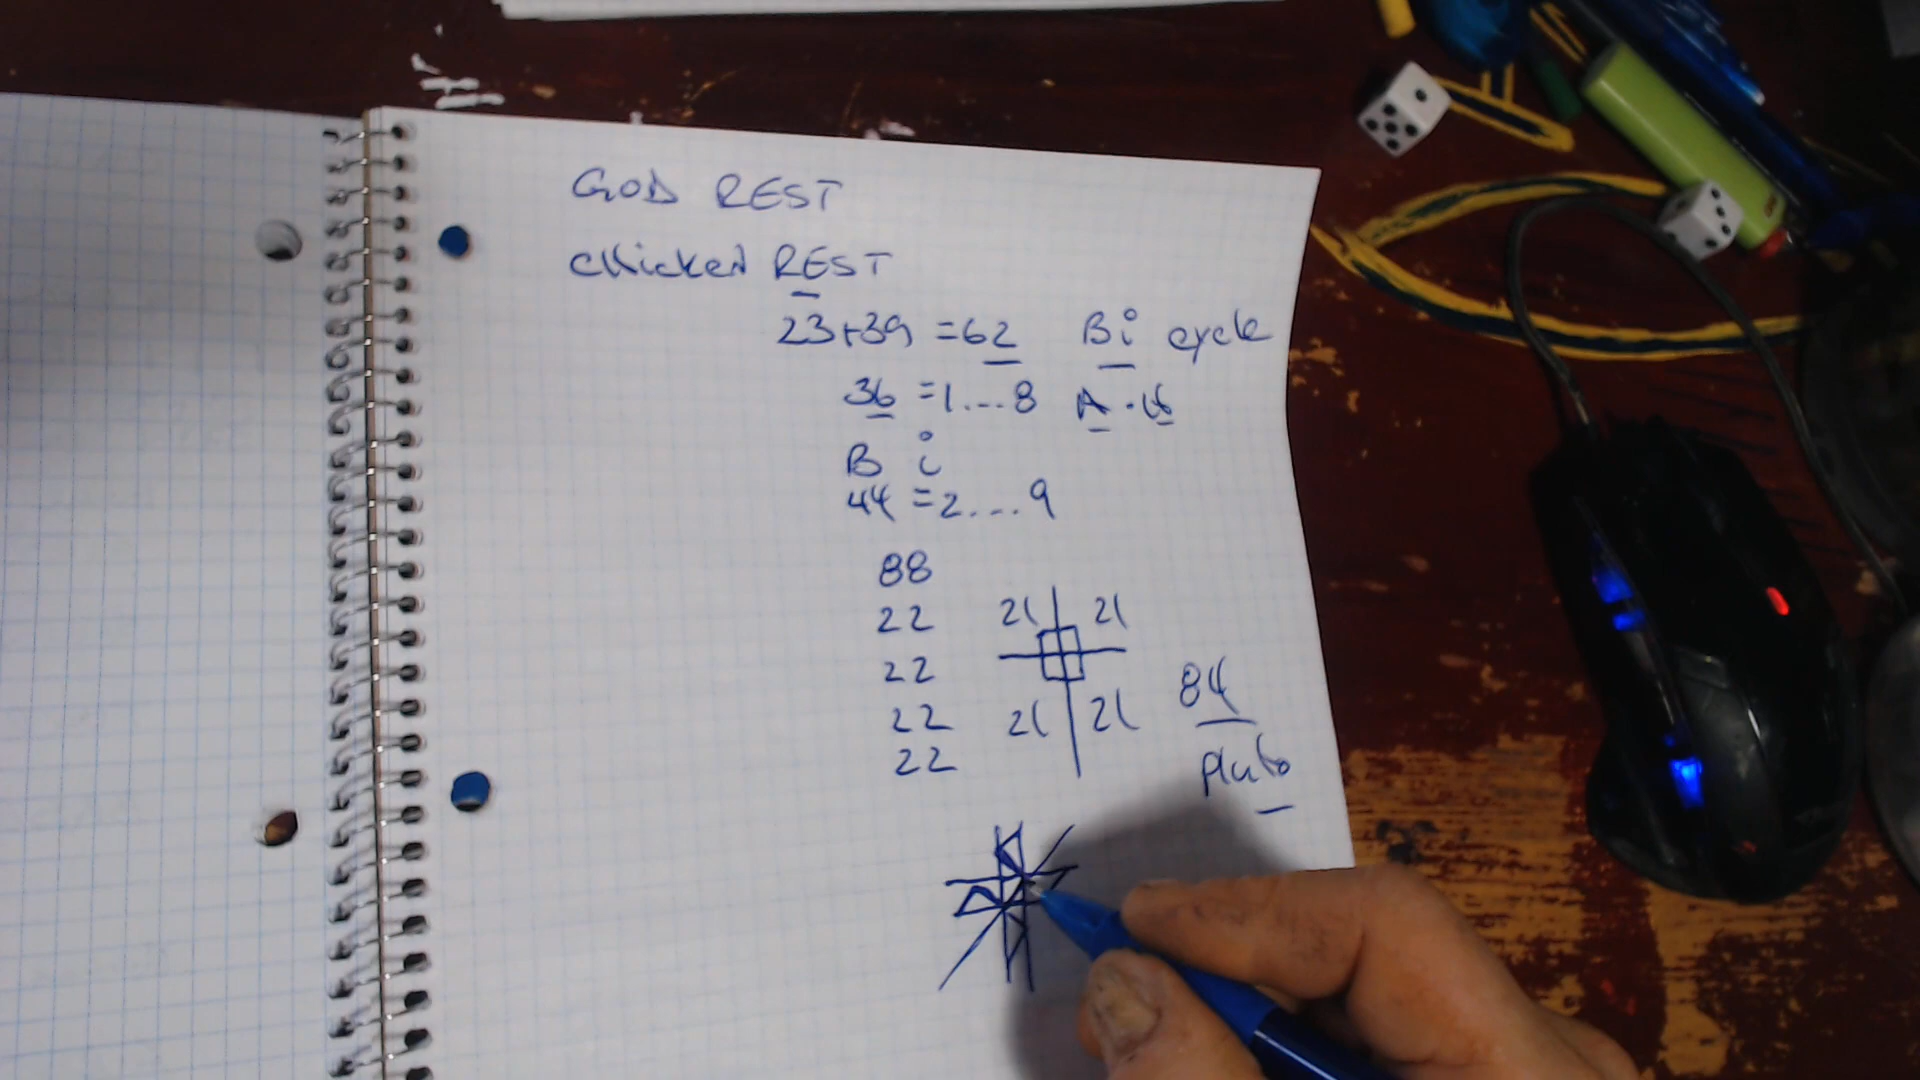 GOD REST
CHicKEN REST
23+39 =62 Bi cycle
36 =1...8 A.
B i
44 =2...9
88
22 21 21
22
84
22 21 21
22 pluto